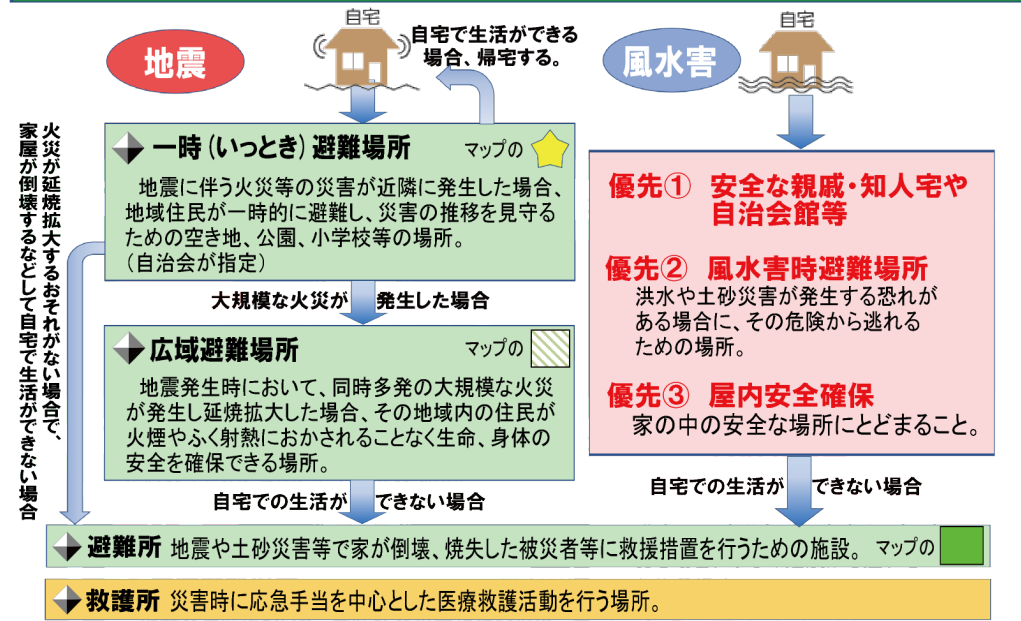 地震
自宅
自宅で生活ができる
場合、帰宅する。
一時(いっとき)避難場所 マップの
地震に伴う火災等の災害が近隣に発生した場合、
地域住民が一時的に避難し、災害の推移を見守る
ための空き地、公園、小学校等の場所。
(自治会が指定)
大規模な火災が 発生した場合
広域避難場所 マップの
地震発生時において、同時多発の大規模な火災
が発生し延焼拡大した場合、その地域内の住民が
火煙やふく射熱におかされることなく生命、身体の
安全を確保できる場所。
自宅での生活が できない場合
火災が延焼拡大するおそれがない場合で、
家屋が倒壊するなどして自宅で生活ができない場合
風水害
自宅
優先① 安全な親戚・知人宅や
自治会館等
優先② 風水害時避難場所
洪水や土砂災害が発生する恐れが
ある場合に、その危険から逃れる
ための場所。
優先③ 屋内安全確保
家の中の安全な場所にとどまること。
自宅での生活が できない場合
避難所 地震や土砂災害等で家が倒壊、焼失した被災者等に救援措置を行うための施設。 マップの
救護所 災害時に応急手当を中心とした医療救護活動を行う場所。